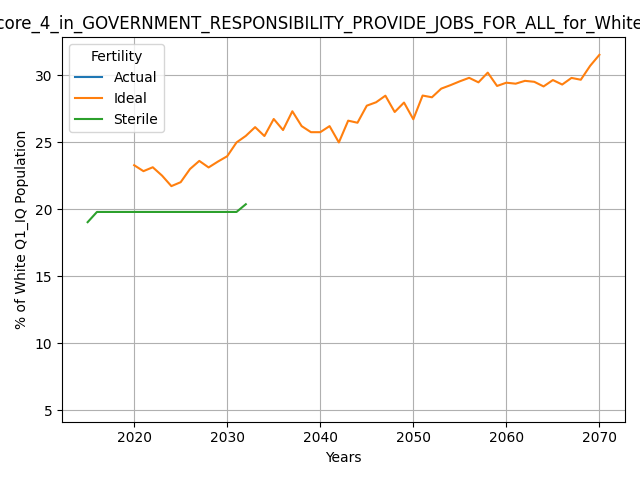 core_4_in_GOVERNMENT_RESPONSIBILITY_PROVIDE_JOBS_FOR_ALL_for_White
Fertility
Actual
Ideal
Sterile
% of White Q1_IQ Population
30
25
20
15
10
5
2020 2030 2040 2050 2060 2070
Years